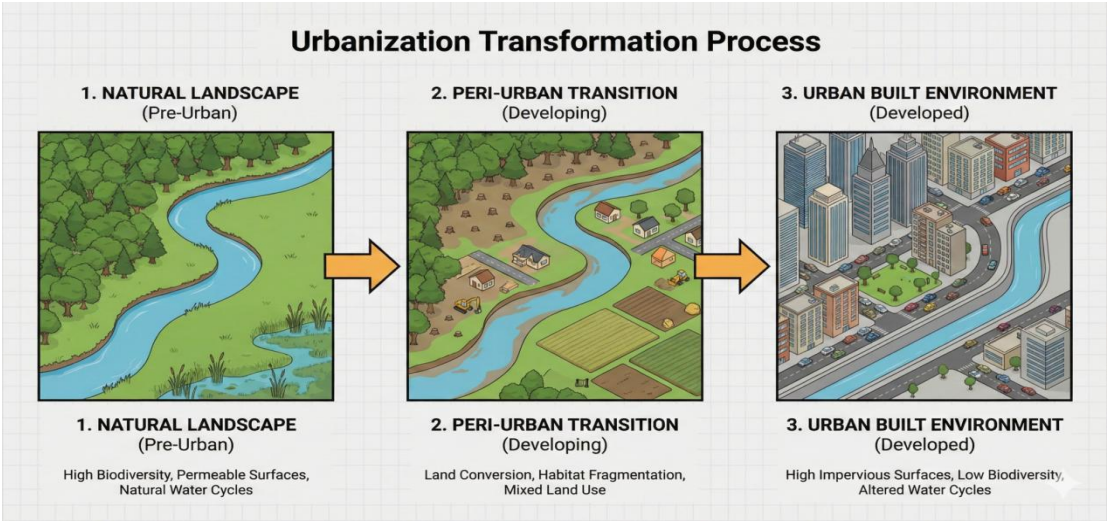 Urbanization Transformation Process
1. NATURAL LANDSCAPE
(Pre-Urban)
2. PERI-URBAN TRANSITION
(Developing)
3. URBAN BUILT ENVIRONMENT
(Developed)
1. NATURAL LANDSCAPE
(Pre-Urban)
High Biodiversity, Permeable Surfaces,
Natural Water Cycles
2. PERI-URBAN TRANSITION
(Developing)
Land Conversion, Habitat Fragmentation,
Mixed Land Use
3. URBAN BUILT ENVIRONMENT
(Developed)
High Impervious Surfaces, Low Biodiversity,
Altered Water Cycles